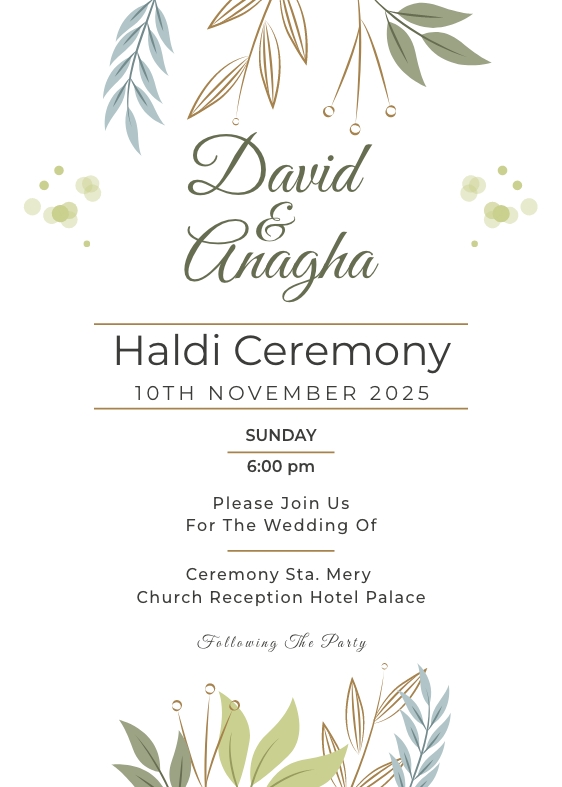 David
&
Anagha
Haldi Ceremony
10TH NOVEMBER 2025
SUNDAY
6:00 pm
Please Join Us
For The Wedding Of
Ceremony Sta. Mery
Church Reception Hotel Palace
Following The Party